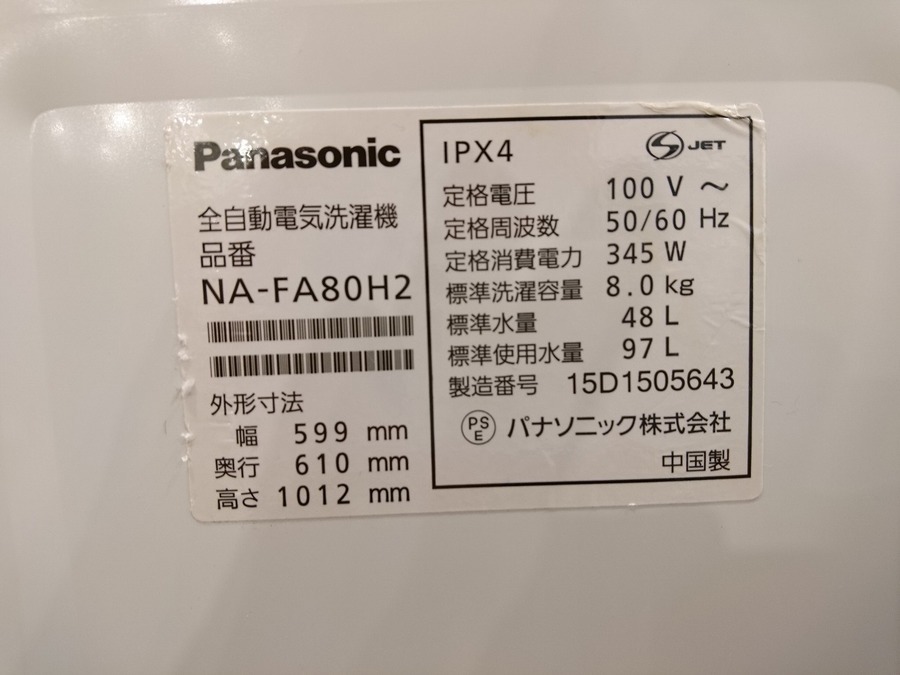 Panasonic
全自動電気洗濯機
品番
NA-FA80H2
外形寸法
幅 599 mm
奥行 610 mm
高さ 1012 mm
IPX4
S JET
定格電圧 100 V ～
定格周波数 50/60 Hz
定格消費電力 345 W
標準洗濯容量 8.0 kg
標準水量 48 L
標準使用水量 97 L
製造番号 15D1505643
PS E パナソニック株式会社
中国製